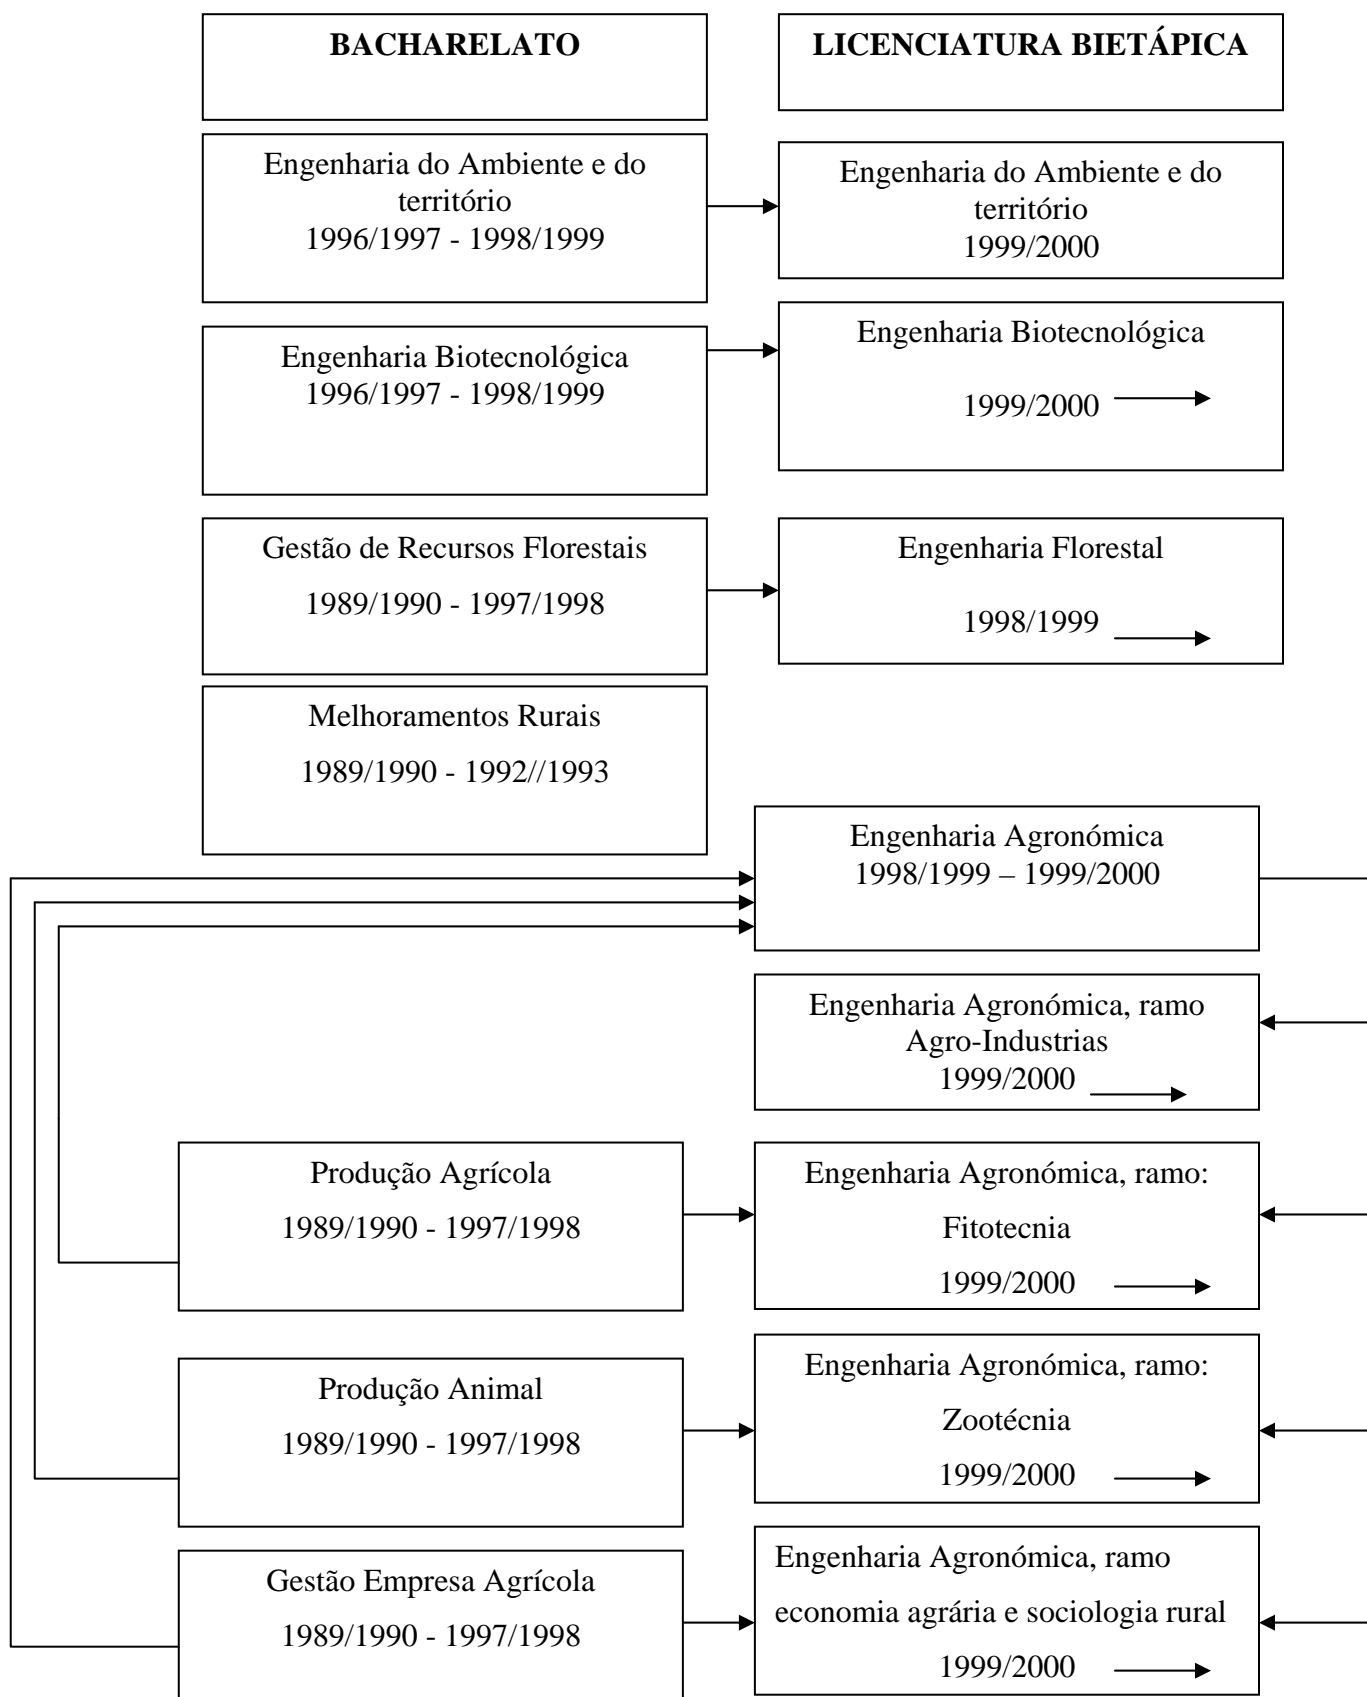 BACHARELATO
LICENCIATURA BIETÁPICA
Engenharia do Ambiente e do
território
1996/1997 - 1998/1999
Engenharia do Ambiente e do
território
1999/2000
Engenharia Biotecnológica
1996/1997 - 1998/1999
Engenharia Biotecnológica
1999/2000
Gestão de Recursos Florestais
1989/1990 - 1997/1998
Engenharia Florestal
1998/1999
Melhoramentos Rurais
1989/1990 - 1992//1993
Engenharia Agronómica
1998/1999 – 1999/2000
Engenharia Agronómica, ramo
Agro-Industrias
1999/2000
Produção Agrícola
1989/1990 - 1997/1998
Engenharia Agronómica, ramo:
Fitotecnia
1999/2000
Produção Animal
1989/1990 - 1997/1998
Engenharia Agronómica, ramo:
Zootécnia
1999/2000
Gestão Empresa Agrícola
1989/1990 - 1997/1998
Engenharia Agronómica, ramo
economia agrária e sociologia rural
1999/2000